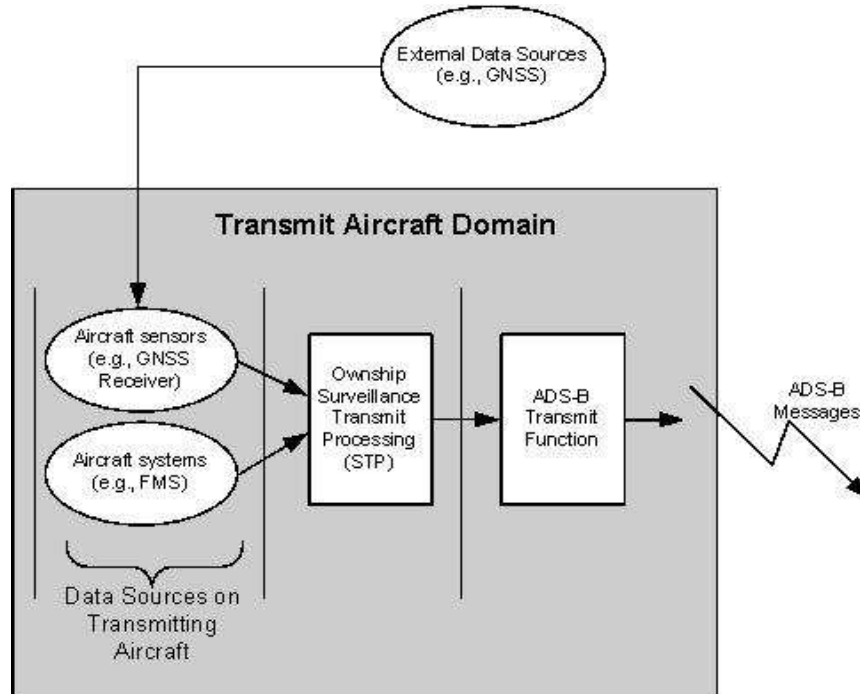 External Data Sources
(e.g., GNSS)
Transmit Aircraft Domain
Aircraft sensors
(e.g., GNSS
Receiver)
Ownship
Surveillance
Transmit
Processing
(STP)
ADS-B
Transmit
Function
ADS-B
Messages
Aircraft systems
(e.g., FMS)
Data Sources on
Transmitting
Aircraft